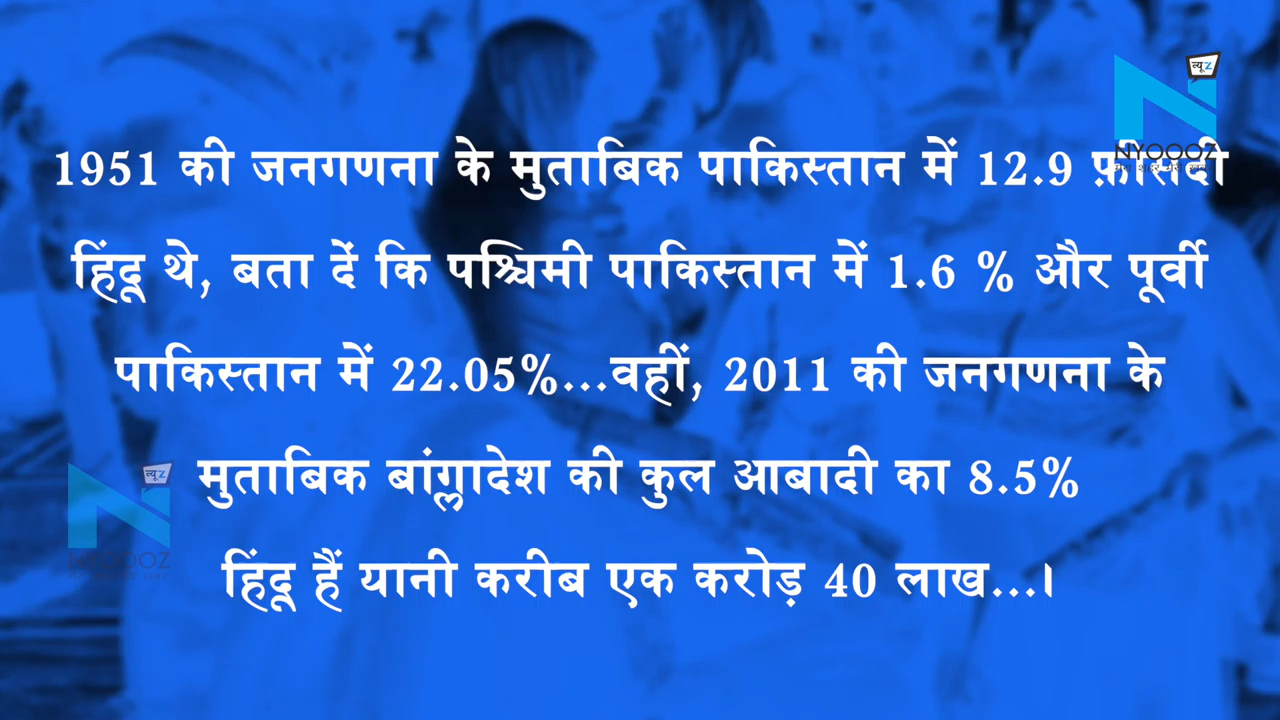 न्यूZ
NYOOOZ
1951 की जनगणना के मुताबिक पाकिस्तान में 12.9 फ़ीसदी
हिंदू थे, बता दें कि पश्चिमी पाकिस्तान में 1.6 % और पूर्वी
पाकिस्तान में 22.05%...वहीं, 2011 की जनगणना के
मुताबिक बांग्लादेश की कुल आबादी का 8.5%
हिंदू हैं यानी करीब एक करोड़ 40 लाख...।
न्यूZ
NYOOOZ